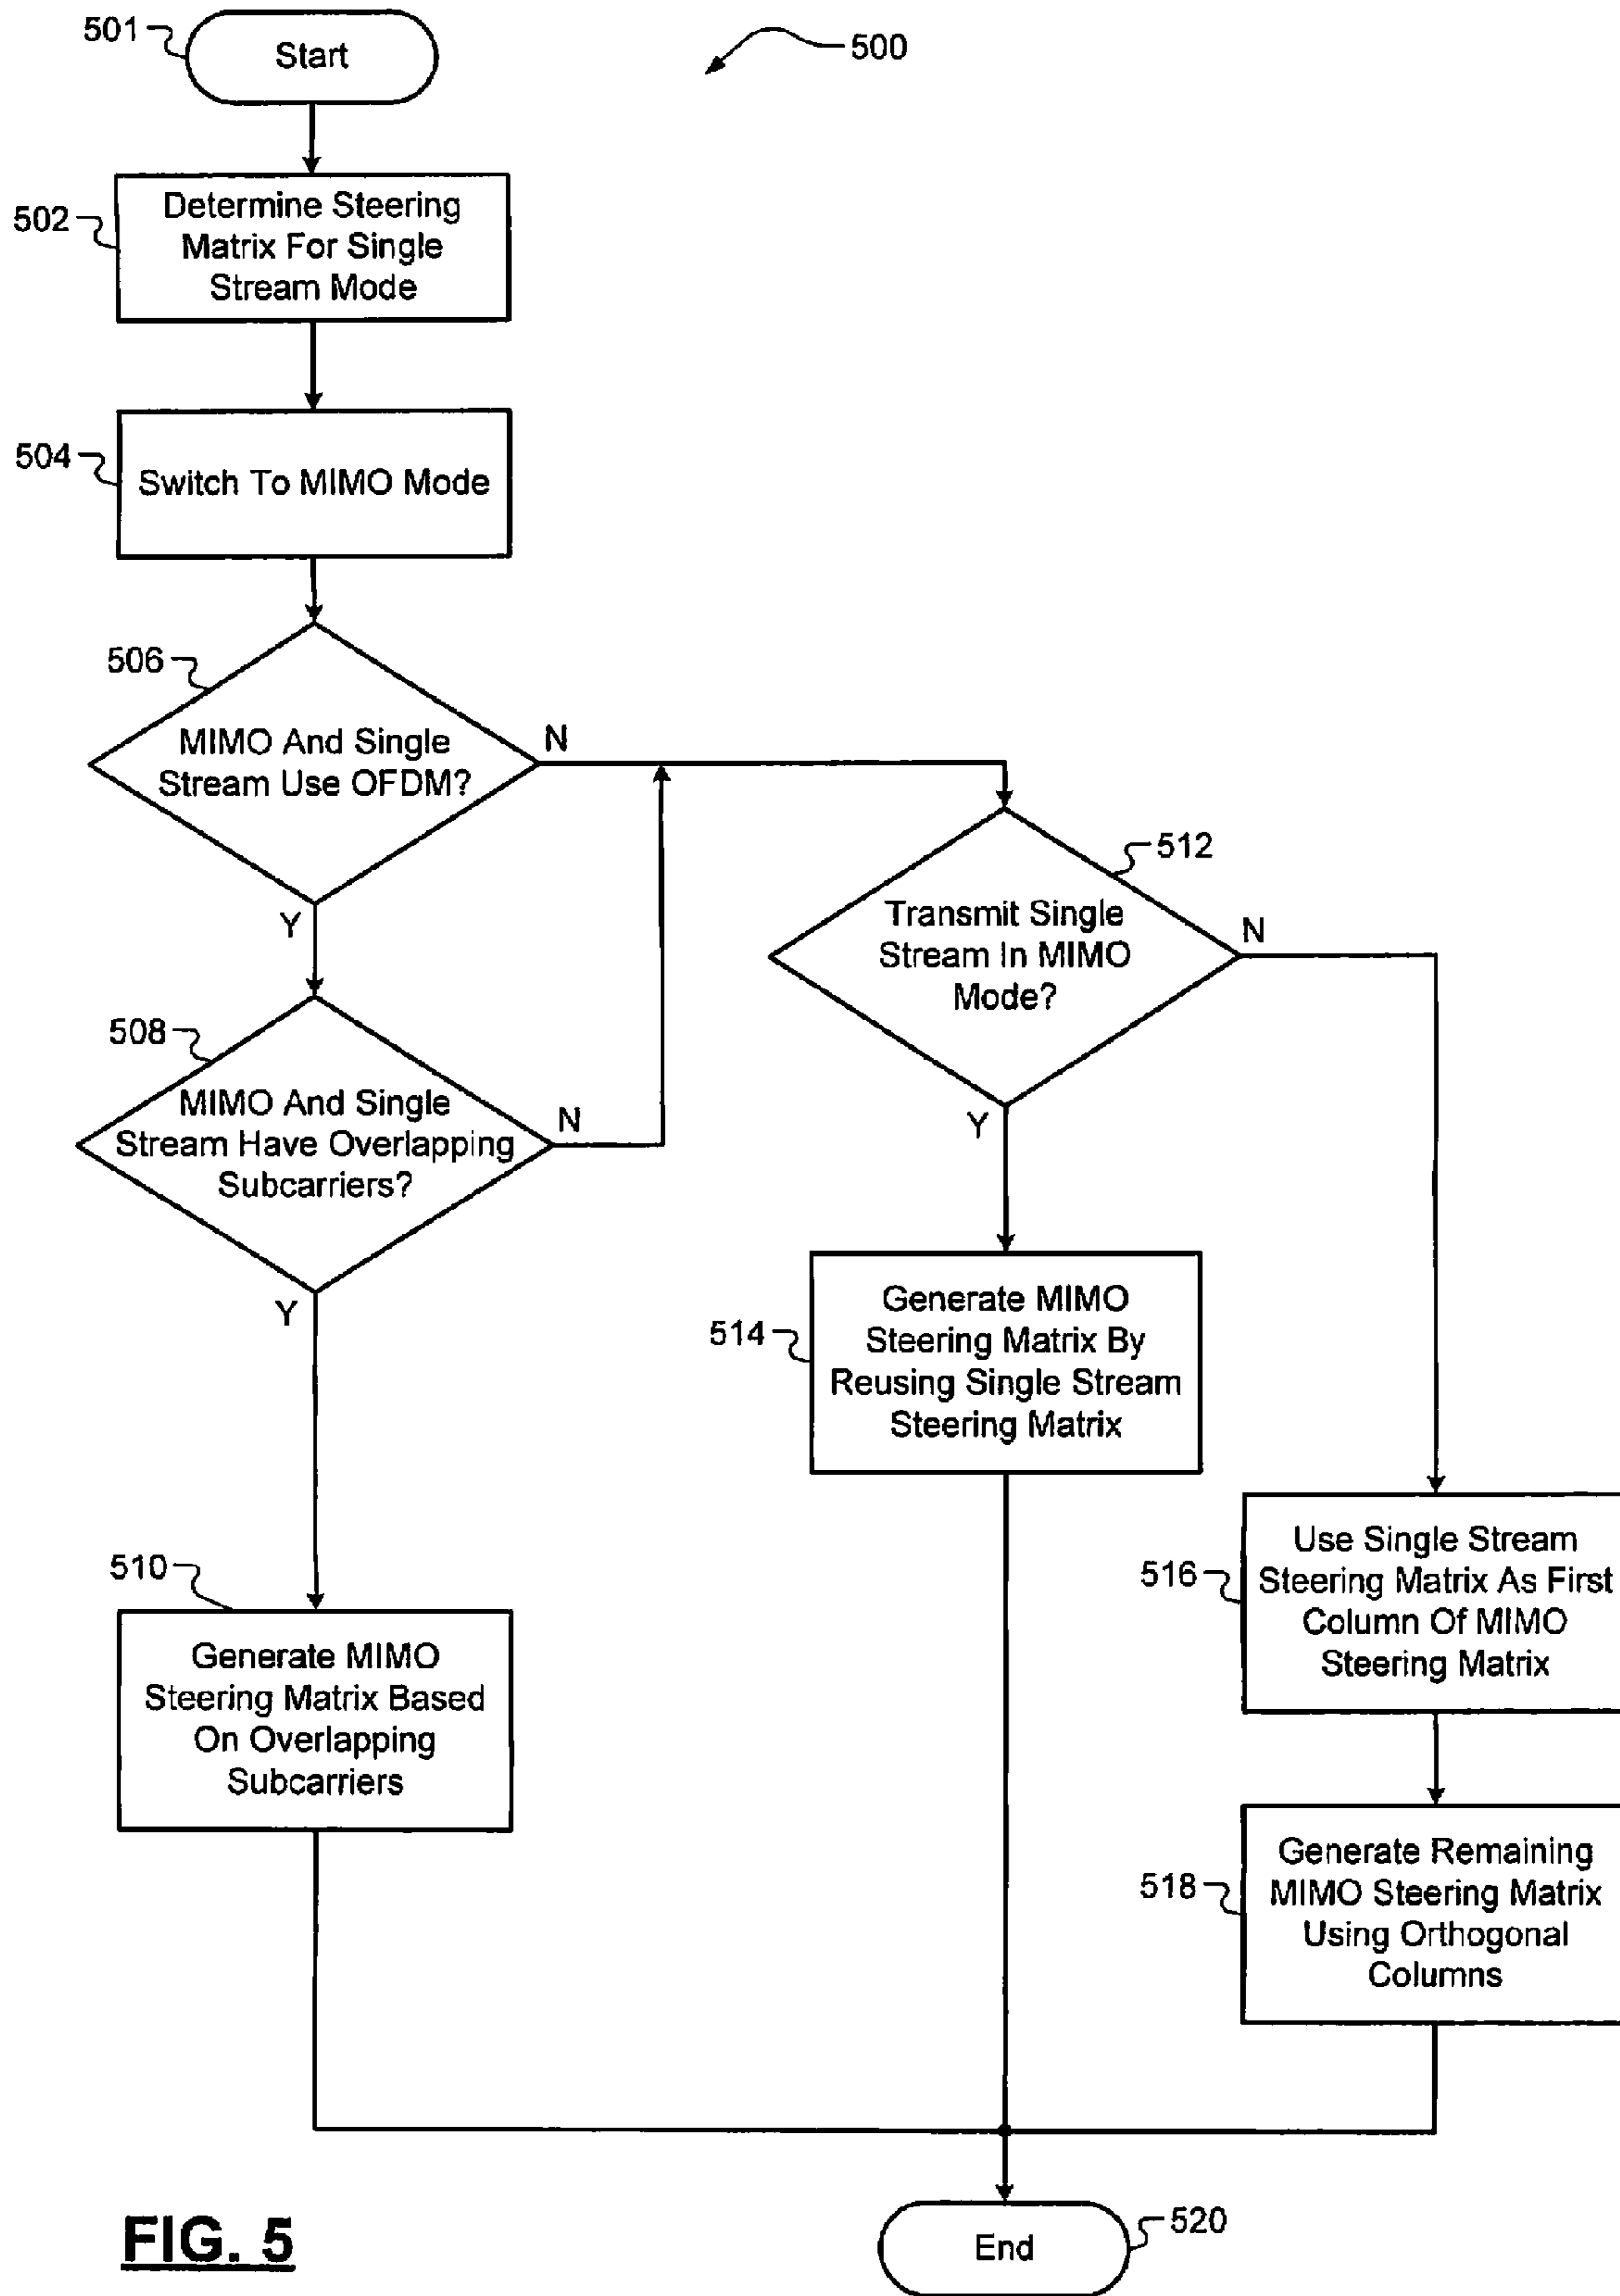 501
Start
500
502
Determine Steering
Matrix For Single
Stream Mode
504
Switch To MIMO Mode
506
MIMO And Single
Stream Use OFDM?
N
Y
508
MIMO And Single
Stream Have Overlapping
Subcarriers?
N
Y
510
Generate MIMO
Steering Matrix Based
On Overlapping
Subcarriers
512
Transmit Single
Stream In MIMO
Mode?
N
Y
514
Generate MIMO
Steering Matrix By
Reusing Single Stream
Steering Matrix
516
Use Single Stream
Steering Matrix As First
Column Of MIMO
Steering Matrix
518
Generate Remaining
MIMO Steering Matrix
Using Orthogonal
Columns
End
520
FIG. 5